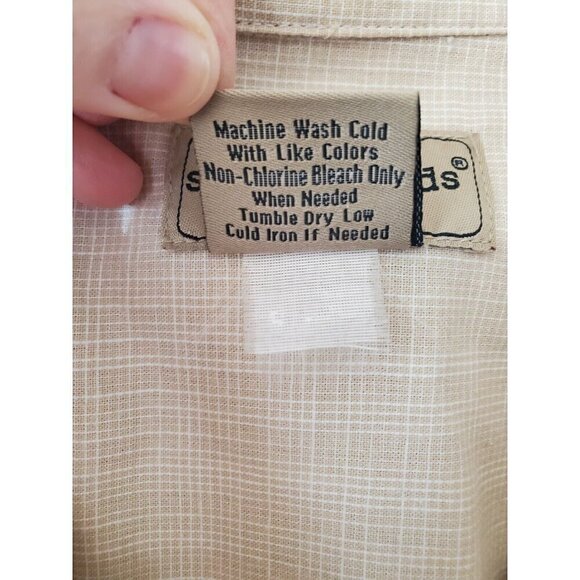 Machine Wash Cold
With Like Colors
Non-Chlorine Bleach Only
When Needed
Tumble Dry Low
Cold Iron If Needed
s ds®